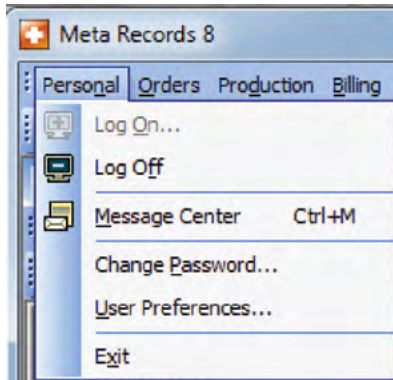 Meta Records 8
Personal Orders Production Billing
Log On...
Log Off
Message Center Ctrl+M
Change Password...
User Preferences...
Exit